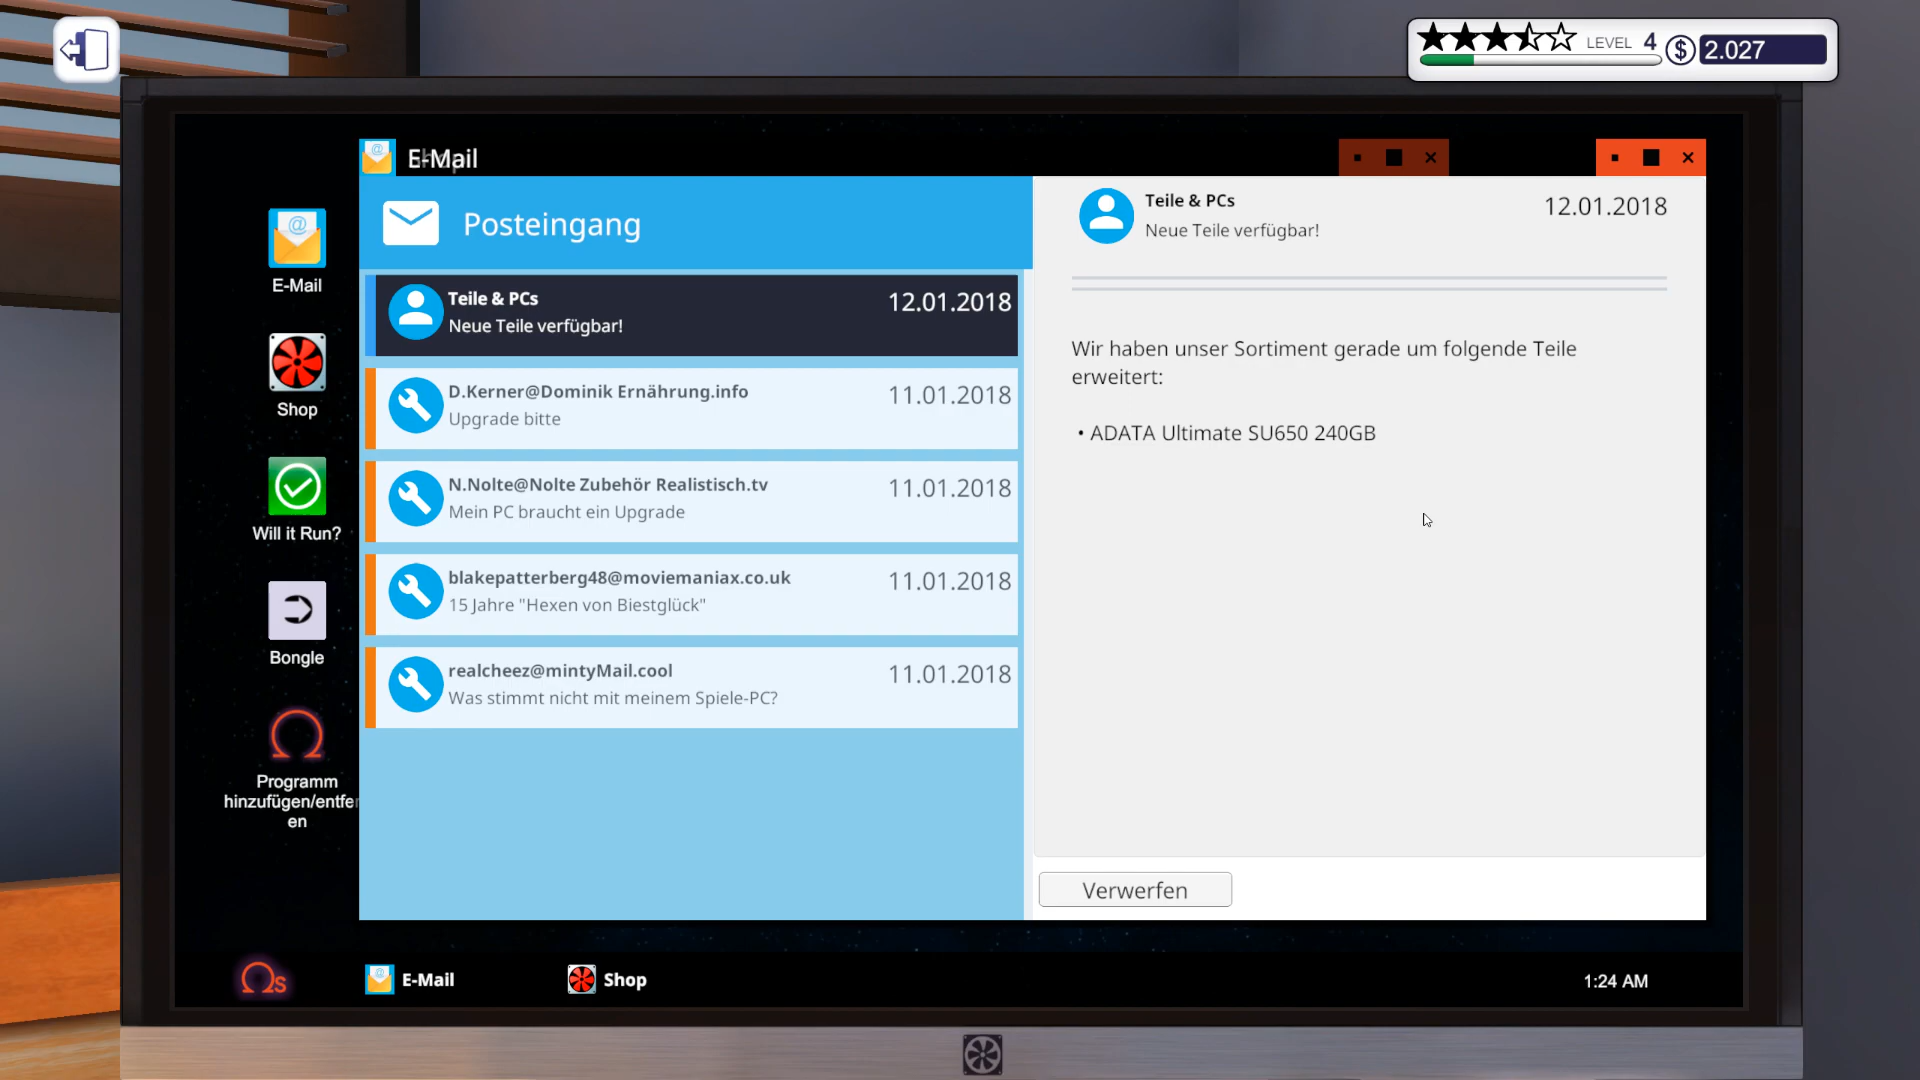 LEVEL 4 $ 2.027
E-Mail
Posteingang
Teile & PCs
12.01.2018
Neue Teile verfügbar!
D.Kerner@Dominik Ernährung.info
11.01.2018
Upgrade bitte
N.Nolte@Nolte Zubehör Realistisch.tv
11.01.2018
Mein PC braucht ein Upgrade
blakepatterberg48@moviemaniax.co.uk
11.01.2018
15 Jahre "Hexen von Biestglück"
realcheez@mintyMail.cool
11.01.2018
Was stimmt nicht mit meinem Spiele-PC?
Teile & PCs
12.01.2018
Neue Teile verfügbar!
Wir haben unser Sortiment gerade um folgende Teile
erweitert:
• ADATA Ultimate SU650 240GB
Verwerfen
E-Mail
Shop
Will it Run?
Bongle
Programm
hinzufügen/entfer
en
Ωs
E-Mail
Shop
1:24 AM